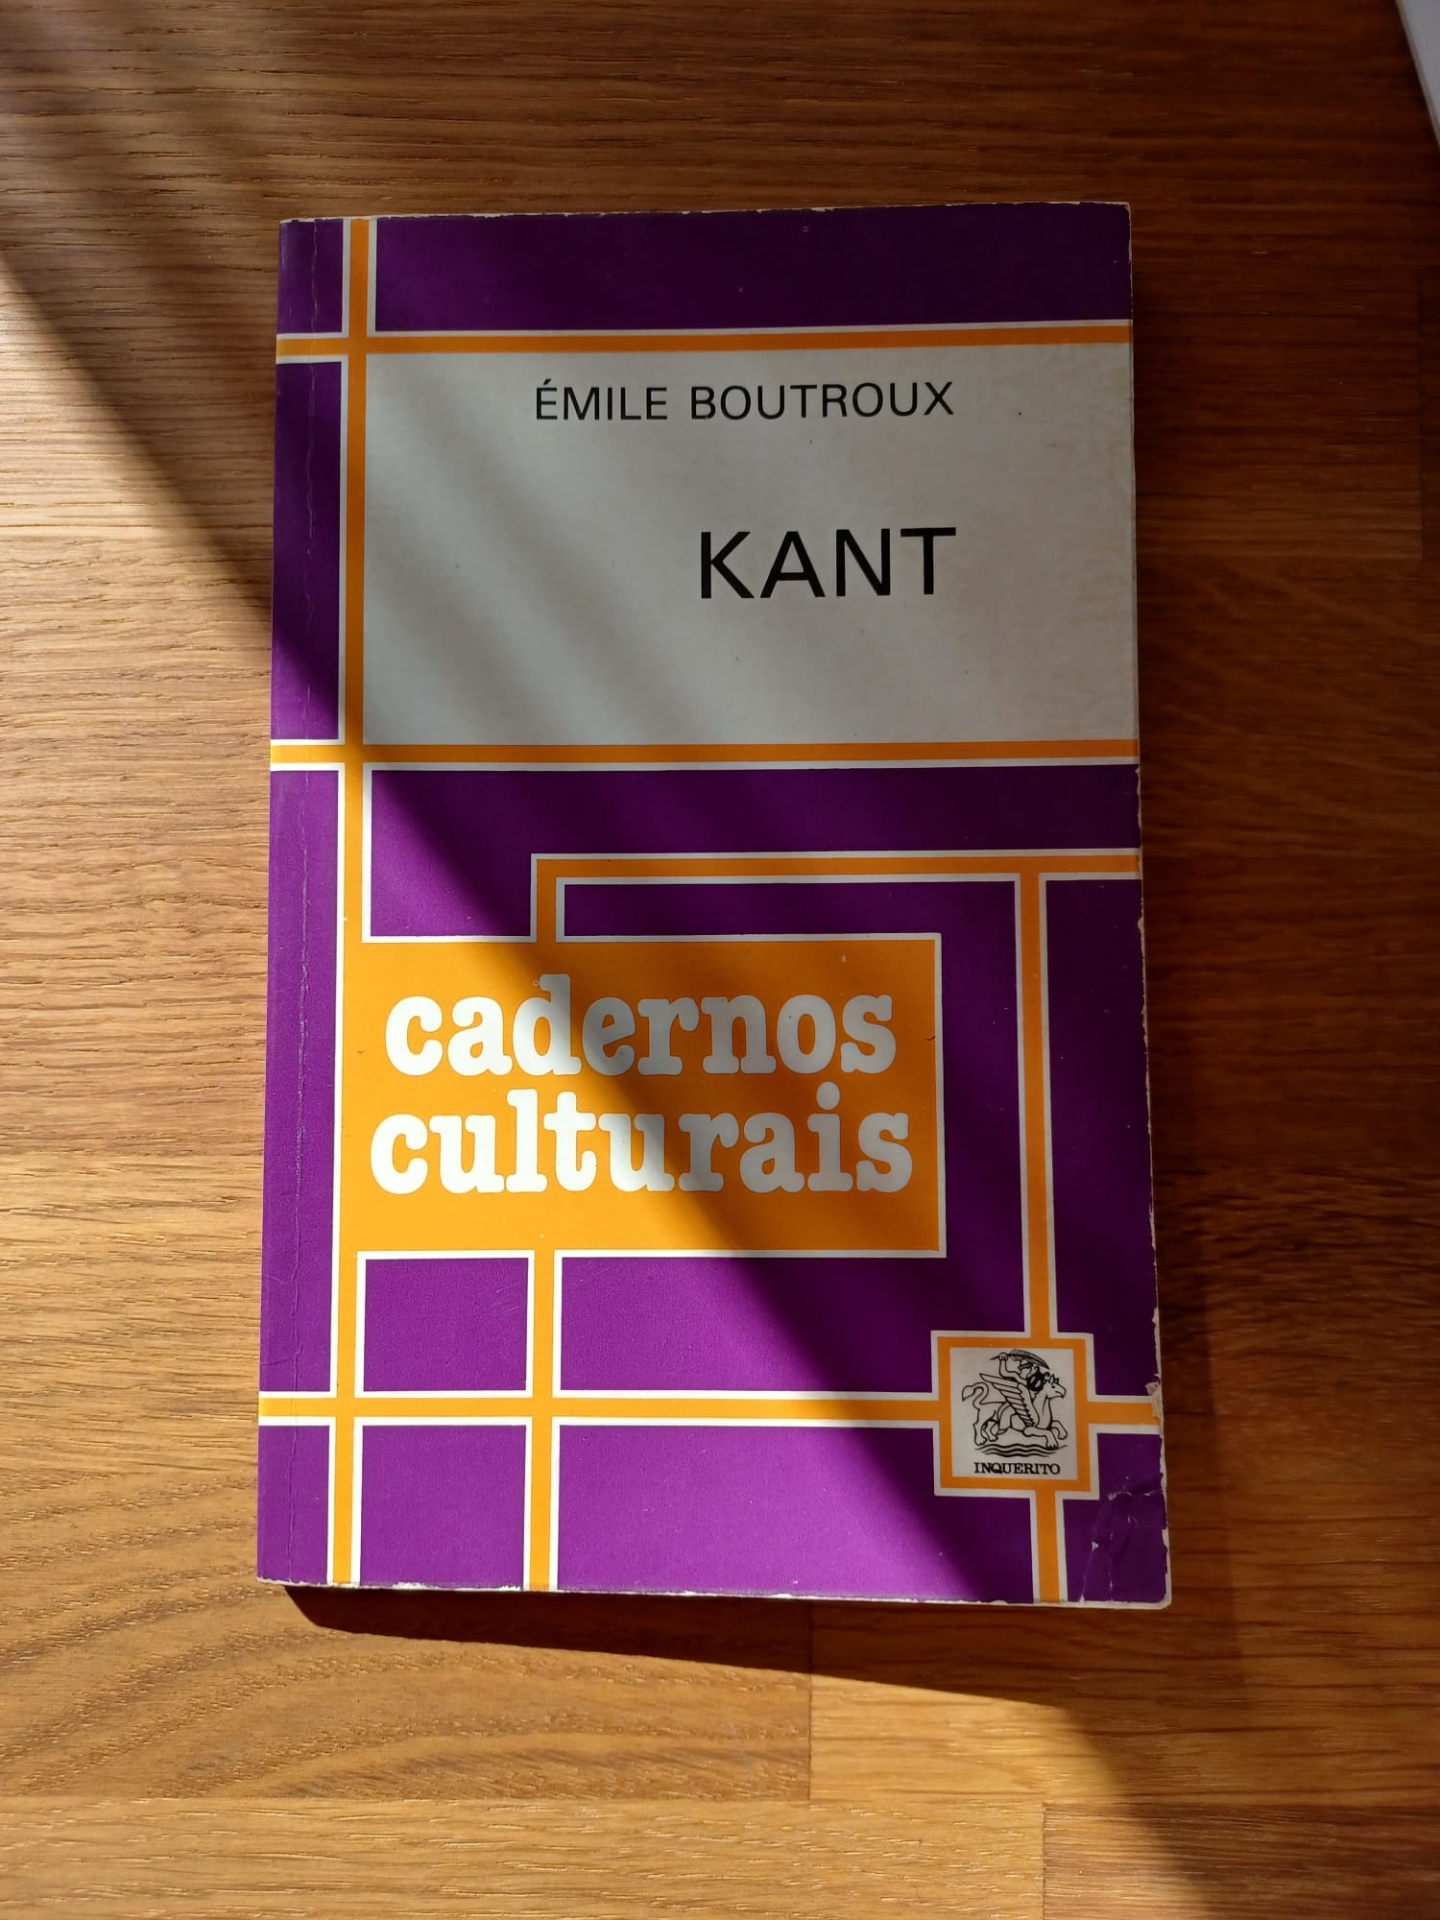 ÉMILE BOUTROUX
KANT
cadernos
culturais
INQUERITO